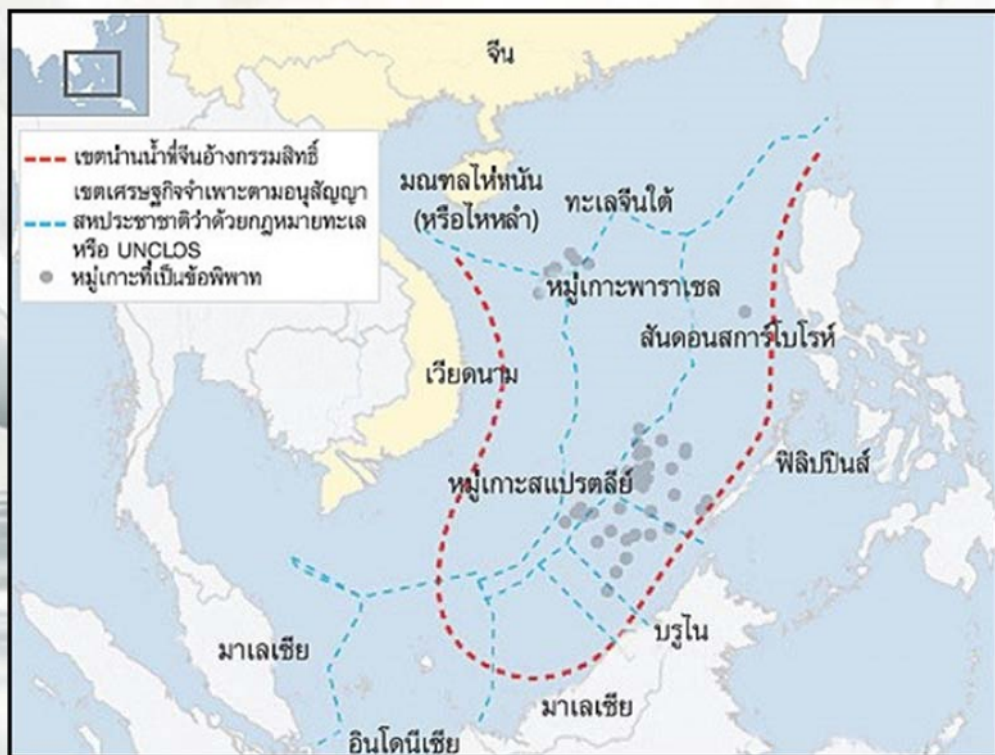 จีน
เขตน่านน้ำที่จีนอ้างกรรมสิทธิ์
เขตเศรษฐกิจจำเพาะตามอนุสัญญา
สหประชาชาติว่าด้วยกฎหมายทะเล
หรือ UNCLOS
หมู่เกาะที่เป็นข้อพิพาท
มณฑลไห่หนัน
(หรือไหหลำ)
ทะเลจีนใต้
หมู่เกาะพาราเซล
สันดอนสการ์โบโรห์
เวียดนาม
ฟิลิปปินส์
หมู่เกาะสแปรตลีย์
บรูไน
มาเลเซีย
มาเลเซีย
อินโดนีเซีย